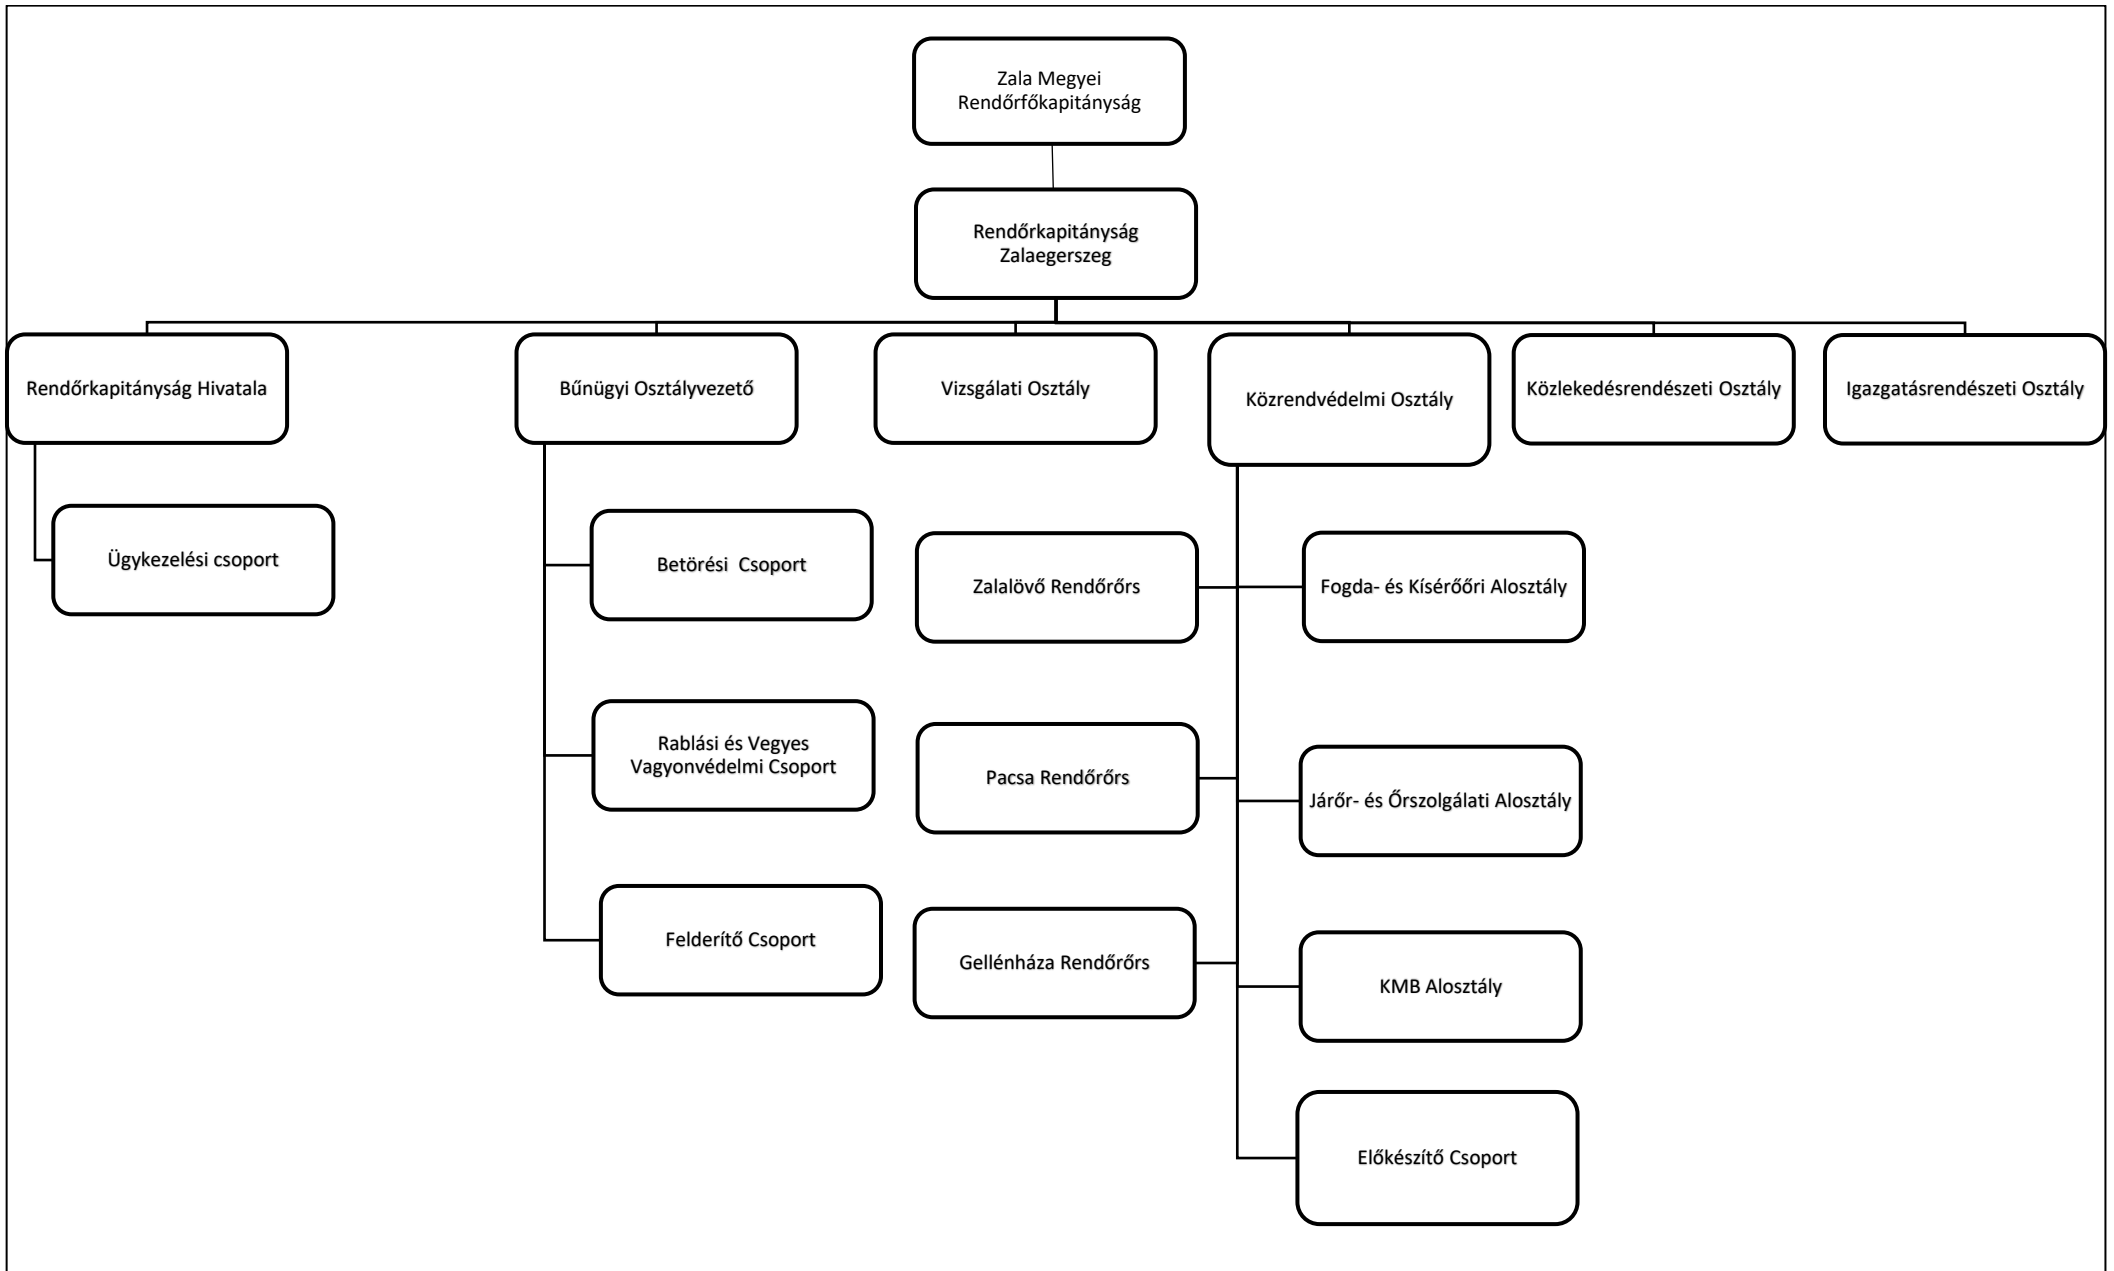 Zala Megyei
Rendőrfőkapitányság
Rendőrkapitányság
Zalaegerszeg
Rendőrkapitányság Hivatala
Bűnügyi Osztályvezető
Vizsgálati Osztály
Közrendvédelmi Osztály
Közlekedésrendészeti Osztály
Igazgatásrendészeti Osztály
Ügykezelési csoport
Betörési Csoport
Zalalövő Rendőrőrs
Fogda- és Kísérőőri Alosztály
Rablási és Vegyes
Vagyonvédelmi Csoport
Pacsa Rendőrőrs
Járőr- és Őrszolgálati Alosztály
Felderítő Csoport
Gellénháza Rendőrőrs
KMB Alosztály
Előkészítő Csoport